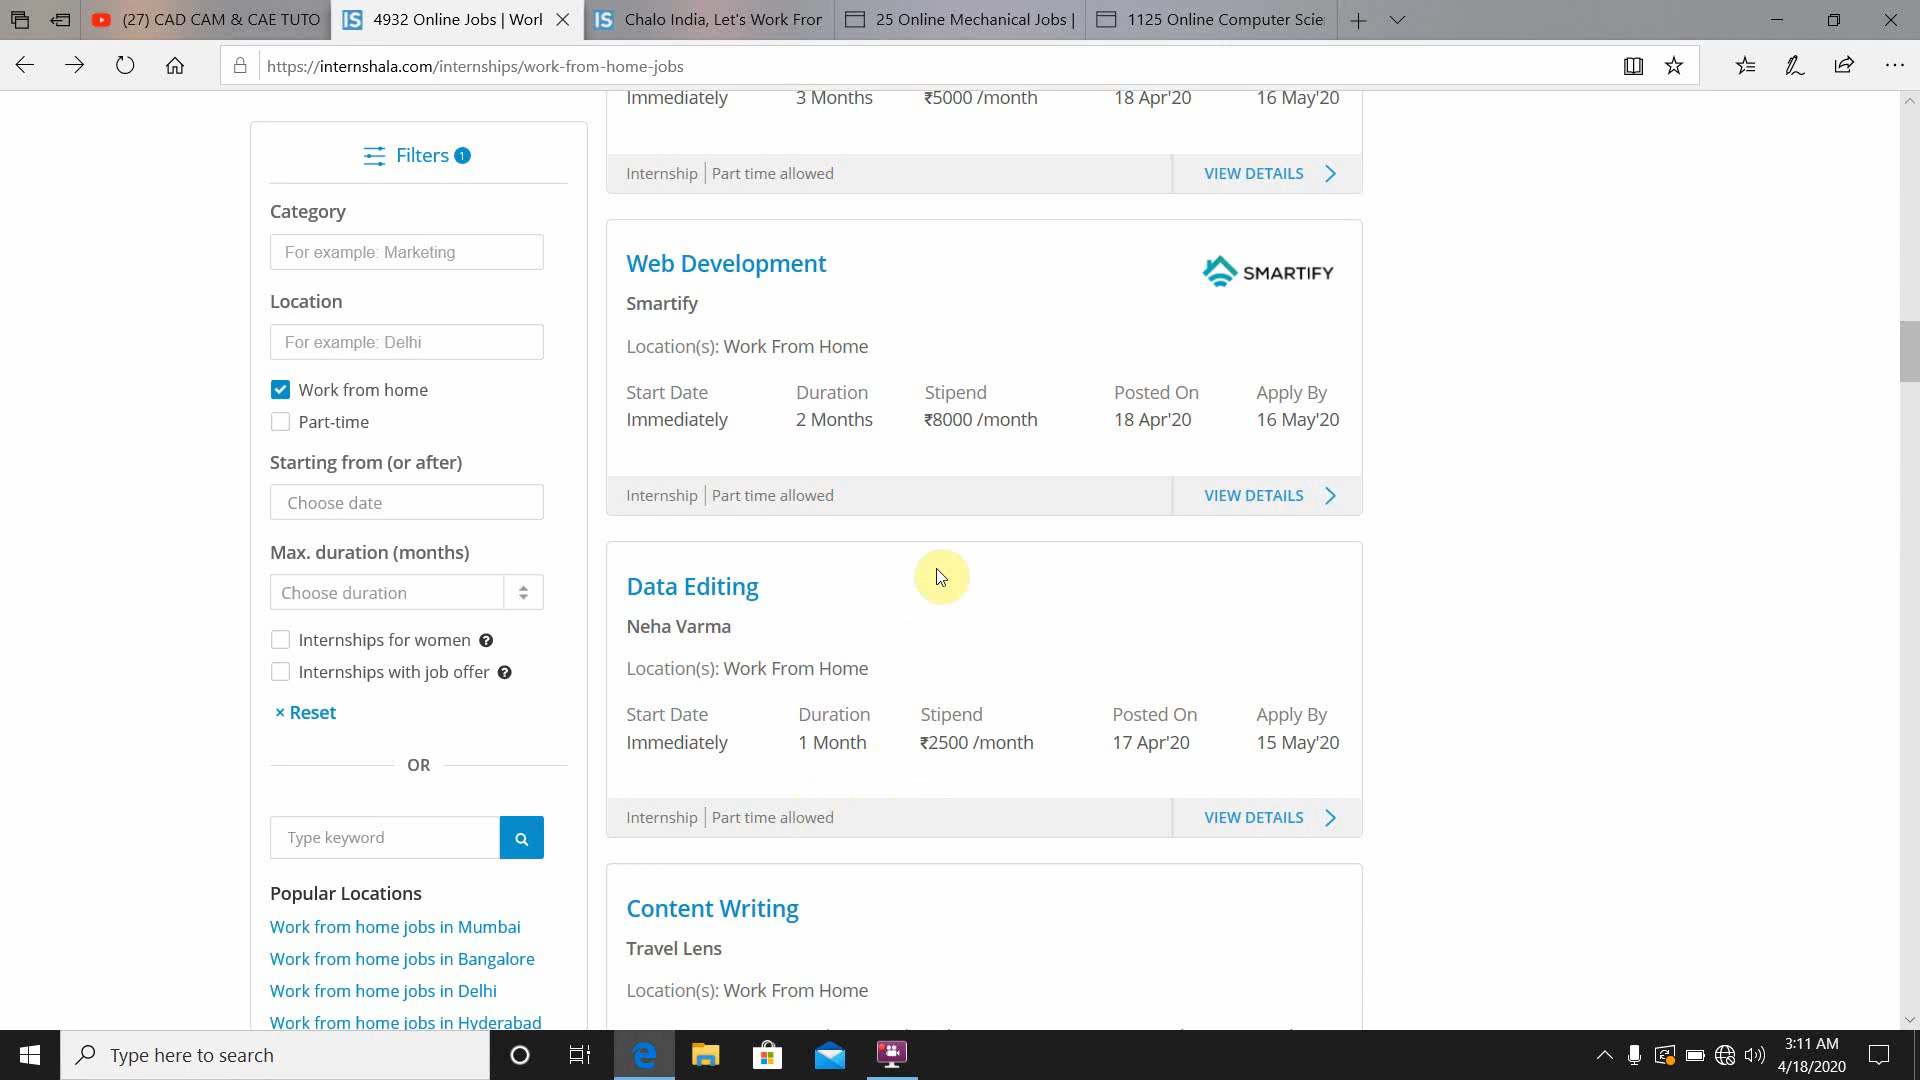 (27) CAD CAM & CAE TUTO
4932 Online Jobs | Worl
Chalo India, Let's Work Fror
25 Online Mechanical Jobs |
1125 Online Computer Scie
https://internshala.com/internships/work-from-home-jobs
Immediately 3 Months ₹5000 /month 18 Apr'20 16 May'20
Internship | Part time allowed VIEW DETAILS
Filters 1
Category
For example: Marketing
Location
For example: Delhi
Work from home
Part-time
Starting from (or after)
Choose date
Max. duration (months)
Choose duration
Internships for women ?
Internships with job offer ?
× Reset
OR
Type keyword
Popular Locations
Work from home jobs in Mumbai
Work from home jobs in Bangalore
Work from home jobs in Delhi
Work from home jobs in Hyderabad
Web Development
SMARTIFY
Smartify
Location(s): Work From Home
Start Date Duration Stipend Posted On Apply By
Immediately 2 Months ₹8000 /month 18 Apr'20 16 May'20
Internship | Part time allowed VIEW DETAILS
Data Editing
Neha Varma
Location(s): Work From Home
Start Date Duration Stipend Posted On Apply By
Immediately 1 Month ₹2500 /month 17 Apr'20 15 May'20
Internship | Part time allowed VIEW DETAILS
Content Writing
Travel Lens
Location(s): Work From Home
Type here to search
3:11 AM
4/18/2020